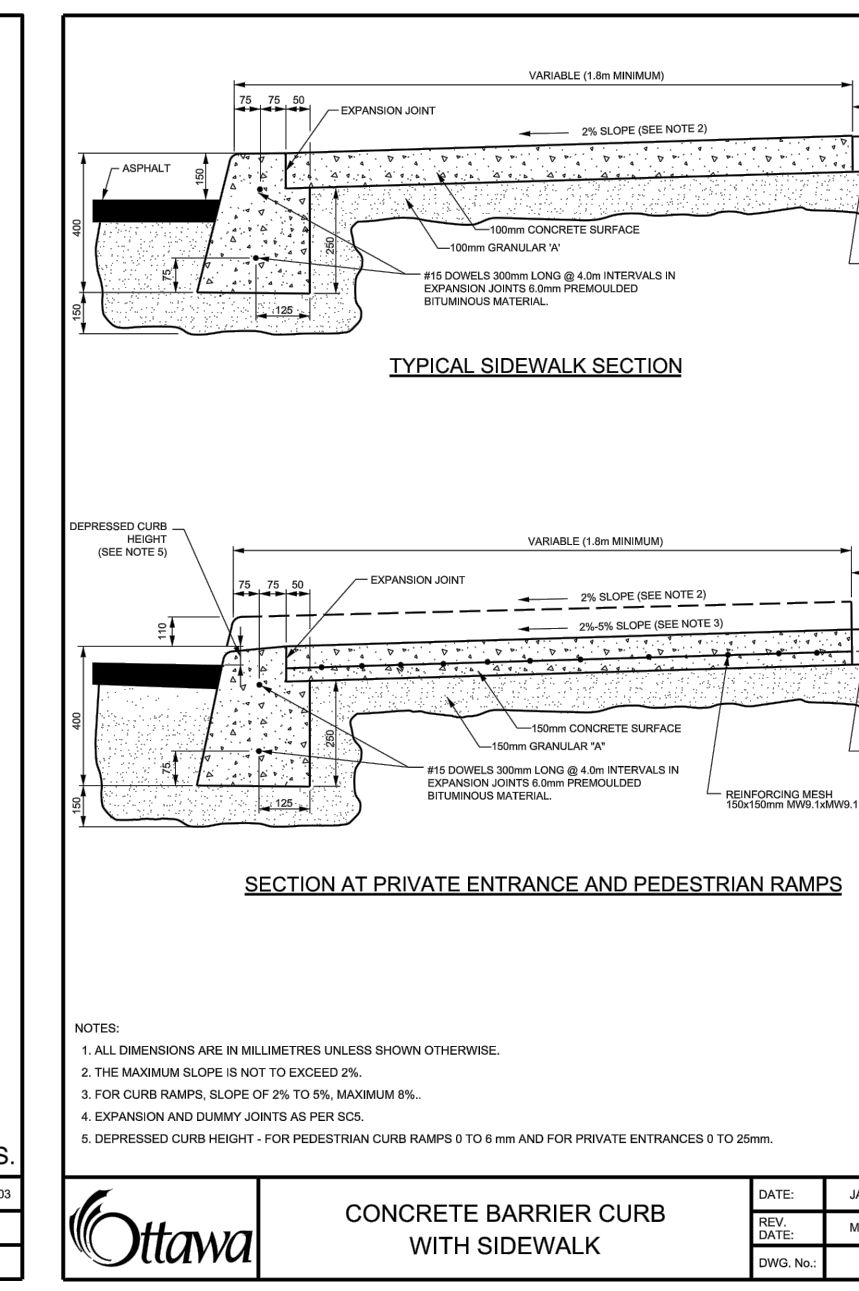 S.
03
VARIABLE (1.8m MINIMUM)
75 75 50
EXPANSION JOINT
2% SLOPE (SEE NOTE 2)
ASPHALT
150
400
100mm CONCRETE SURFACE
100mm GRANULAR 'A'
250
75
#15 DOWELS 300mm LONG @ 4.0m INTERVALS IN
EXPANSION JOINTS 6.0mm PREMOULDED
BITUMINOUS MATERIAL.
150
125
TYPICAL SIDEWALK SECTION
DEPRESSED CURB
HEIGHT
(SEE NOTE 5)
VARIABLE (1.8m MINIMUM)
75 75 50
EXPANSION JOINT
2% SLOPE (SEE NOTE 2)
110
2%-5% SLOPE (SEE NOTE 3)
400
150mm CONCRETE SURFACE
150mm GRANULAR "A"
250
75
#15 DOWELS 300mm LONG @ 4.0m INTERVALS IN
EXPANSION JOINTS 6.0mm PREMOULDED
BITUMINOUS MATERIAL.
REINFORCING MESH
150x150mm MW9.1xMW9.1
150
125
SECTION AT PRIVATE ENTRANCE AND PEDESTRIAN RAMPS
NOTES:
1. ALL DIMENSIONS ARE IN MILLIMETRES UNLESS SHOWN OTHERWISE.
2. THE MAXIMUM SLOPE IS NOT TO EXCEED 2%.
3. FOR CURB RAMPS, SLOPE OF 2% TO 5%, MAXIMUM 8%..
4. EXPANSION AND DUMMY JOINTS AS PER SC5.
5. DEPRESSED CURB HEIGHT - FOR PEDESTRIAN CURB RAMPS 0 TO 6 mm AND FOR PRIVATE ENTRANCES 0 TO 25mm.
Ottawa
CONCRETE BARRIER CURB
WITH SIDEWALK
DATE: JA
REV.
DATE: M
DWG. No.: